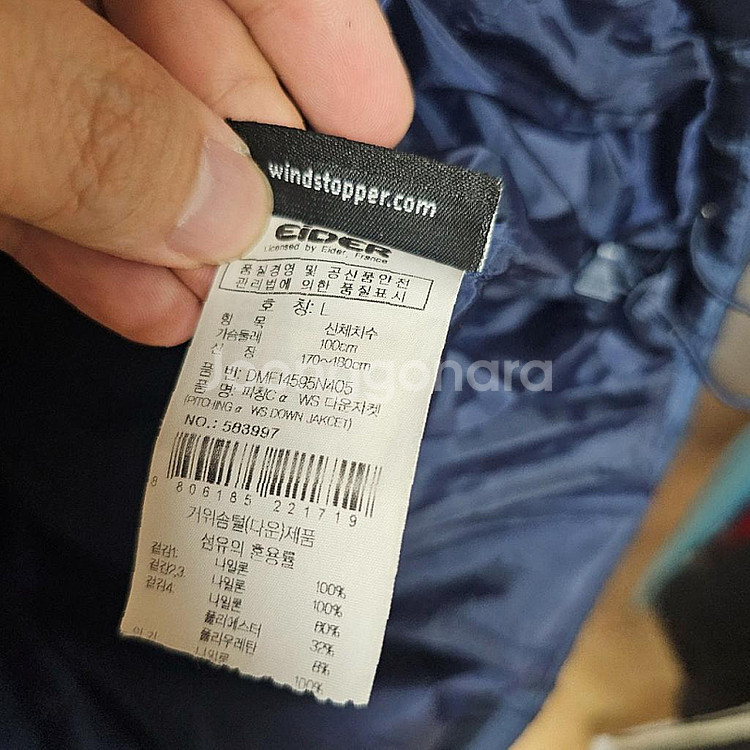 windstopper.com
EIDER
Licensed by Eider, France
품질경영 및 공산품안전
관리법에 의한 품질표시
호 칭: L
항 목 신체치수
가슴둘레 100cm
신 장 170~180cm
품 번: DMF14595N405
품 명: 피칭C α WS 다운자켓
(PITCHING α WS DOWN JAKCET)
NO.: 583997
8 806185 221719
거위솜털(다운)제품
섬유의 혼용률
겉감1: 나일론 100%
겉감2,3: 나일론 100%
겉감4: 나일론 60%
폴리에스터 32%
폴리우레탄 8%
나일론 100%
Joonggonara